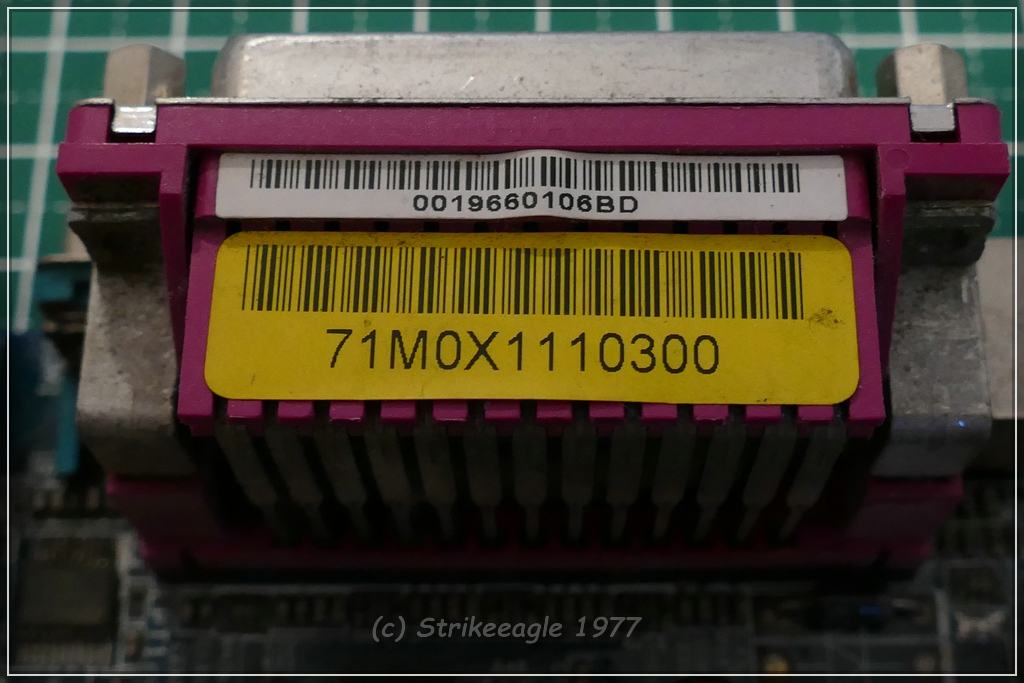 0019660106BD
71M0X1110300
(c) Strikeeagle 1977